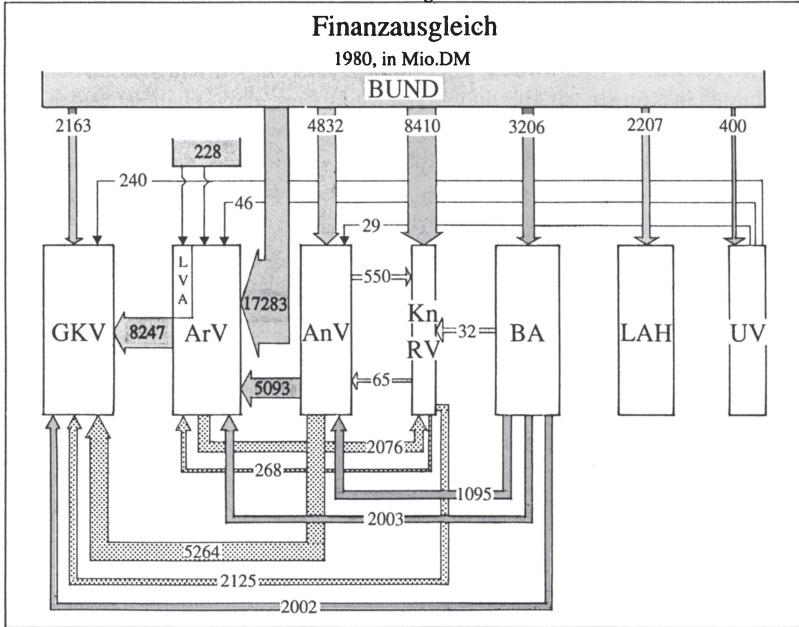 Finanzausgleich
1980, in Mio.DM
BUND
2163
4832
8410
3206
2207
400
228
240
46
29
L
V
A
550
17283
GKV
8247
ArV
AnV
Kn
RV
32
BA
LAH
UV
5093
65
2076
268
1095
2003
5264
2125
2002